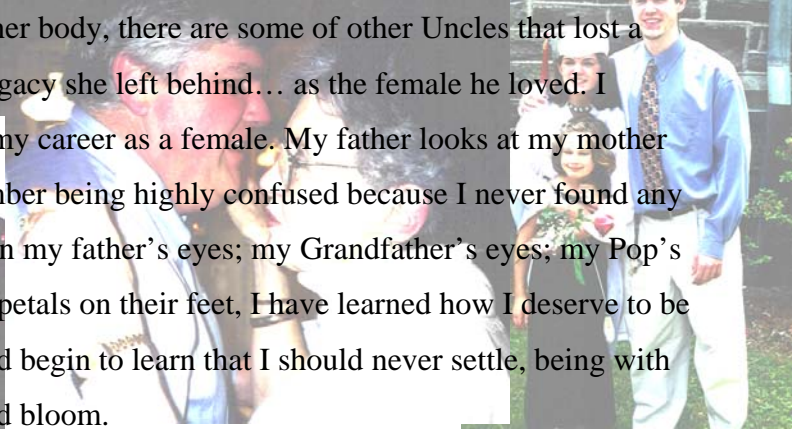 her body, there are some of other Uncles that lost a
gacy she left behind… as the female he loved. I
my career as a female. My father looks at my mother
nber being highly confused because I never found any
n my father’s eyes; my Grandfather’s eyes; my Pop’s
petals on their feet, I have learned how I deserve to be
d begin to learn that I should never settle, being with
d bloom.